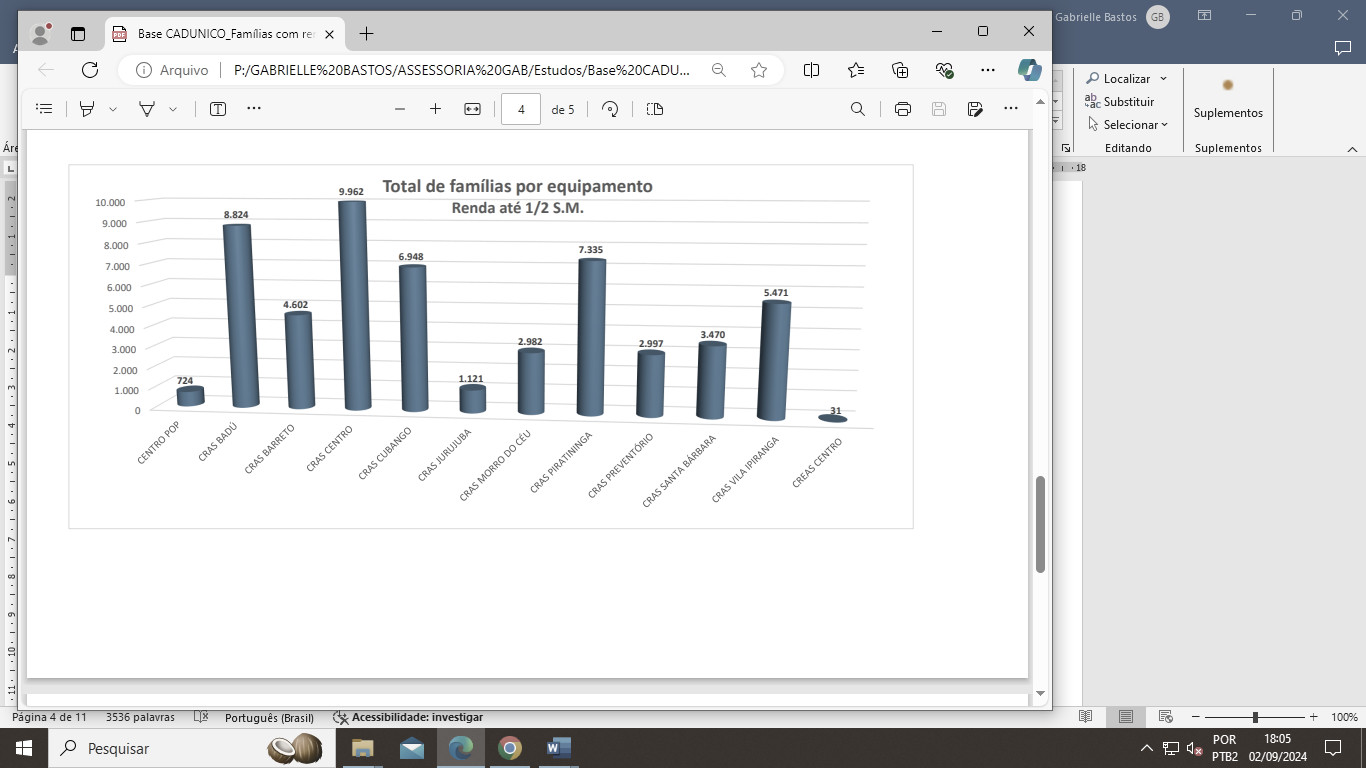 Gabrielle Bastos GB
Base CADUNICO_Famílias com rer
Arquivo P:/GABRIELLE%20BASTOS/ASSESSORIA%20GAB/Estudos/Base%20CADU...
4 de 5
Localizar
Substituir
Selecionar
Editando
Suplementos
Suplementos
Áre
18
Total de famílias por equipamento
Renda até 1/2 S.M.
10.000
9.000
8.000
7.000
6.000
5.000
4.000
3.000
2.000
1.000
0
724
8.824
4.602
9.962
6.948
1.121
2.982
7.335
2.997
3.470
5.471
31
CENTRO POP
CRAS BADÚ
CRAS BARRETO
CRAS CENTRO
CRAS CUBANGO
CRAS JURUJUBA
CRAS MORRO DO CÉU
CRAS PIRATININGA
CRAS PREVENTÓRIO
CRAS SANTA BÁRBARA
CRAS VILA IPIRANGA
CREAS CENTRO
Página 4 de 11 3536 palavras Português (Brasil) Acessibilidade: investigar 100%
Pesquisar
POR
PTB2
18:05
02/09/2024